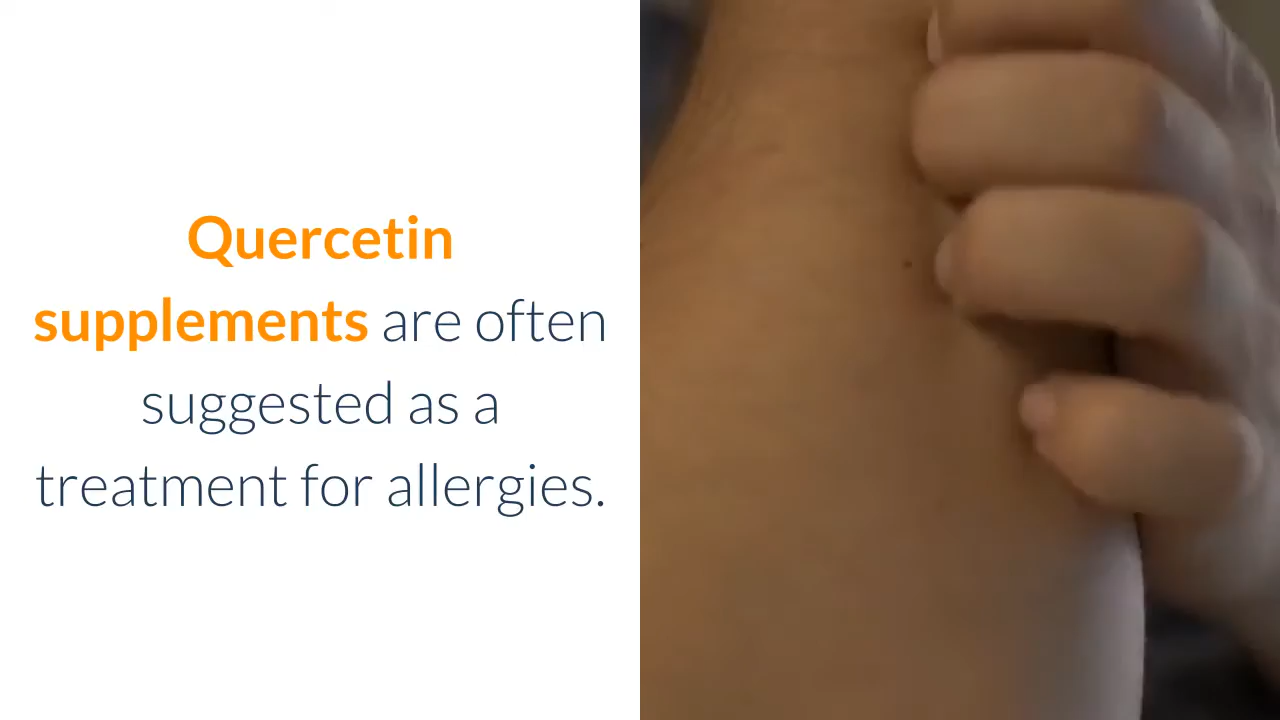 Quercetin
supplements are often
suggested as a
treatment for allergies.